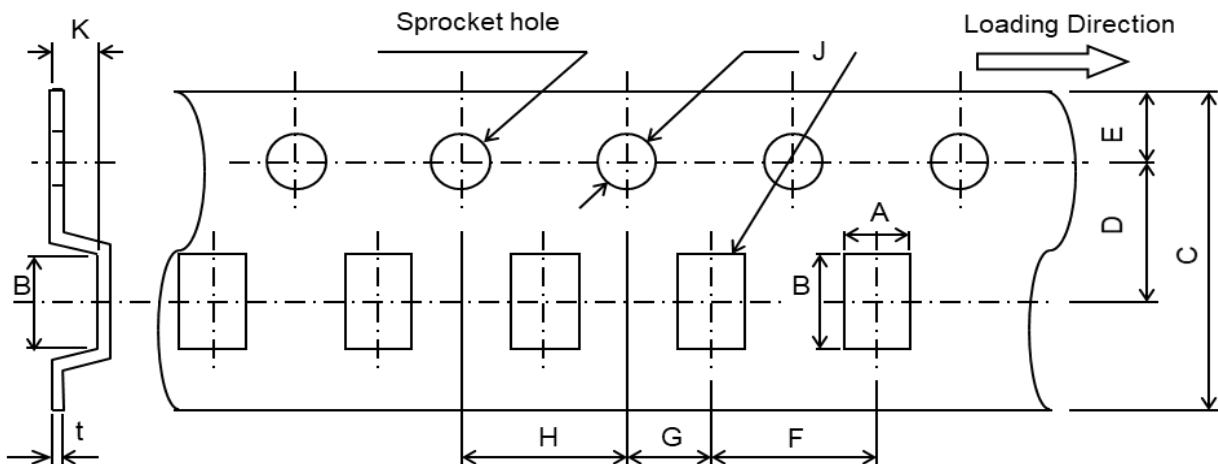 K
Sprocket hole
J
Loading Direction
E
A
D
C
B
B
t
H
G
F